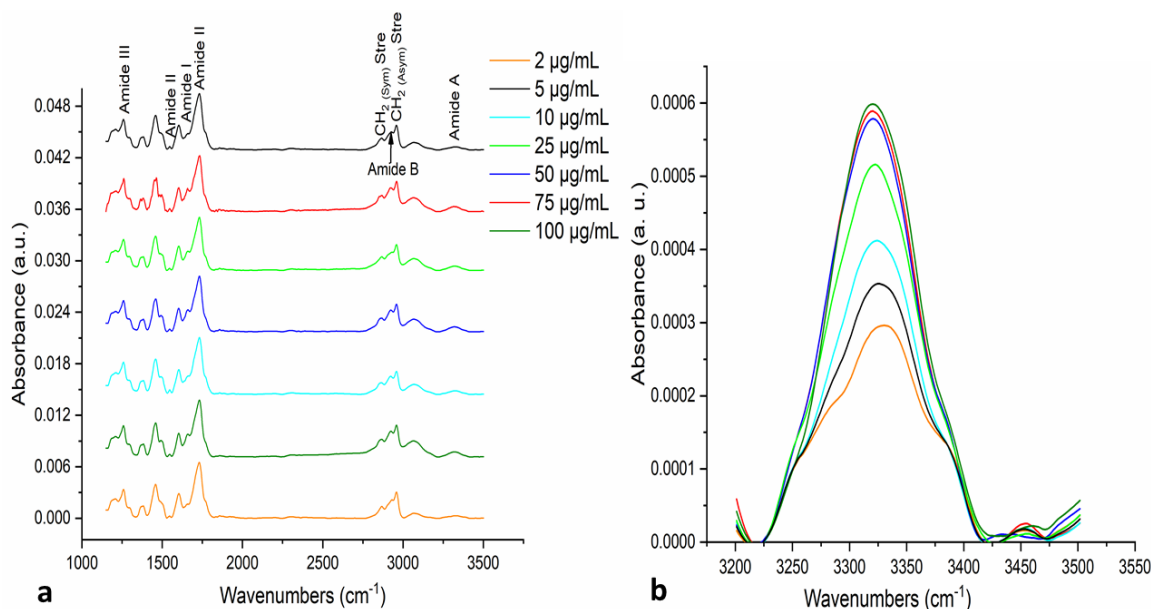 Amide III
Amide II
Amide I
Amide II
CH2 (Sym) Stre
CH2 (Asym) Stre
Amide A
Amide B
2 µg/mL
5 µg/mL
10 µg/mL
25 µg/mL
50 µg/mL
75 µg/mL
100 µg/mL
Absorbance (a.u.)
0.048
0.042
0.036
0.030
0.024
0.018
0.012
0.006
0.000
1000 1500 2000 2500 3000 3500
Wavenumbers (cm-1)
a
Absorbance (a. u.)
0.0006
0.0005
0.0004
0.0003
0.0002
0.0001
0.0000
3200 3250 3300 3350 3400 3450 3500 3550
Wavenumbers (cm-1)
b